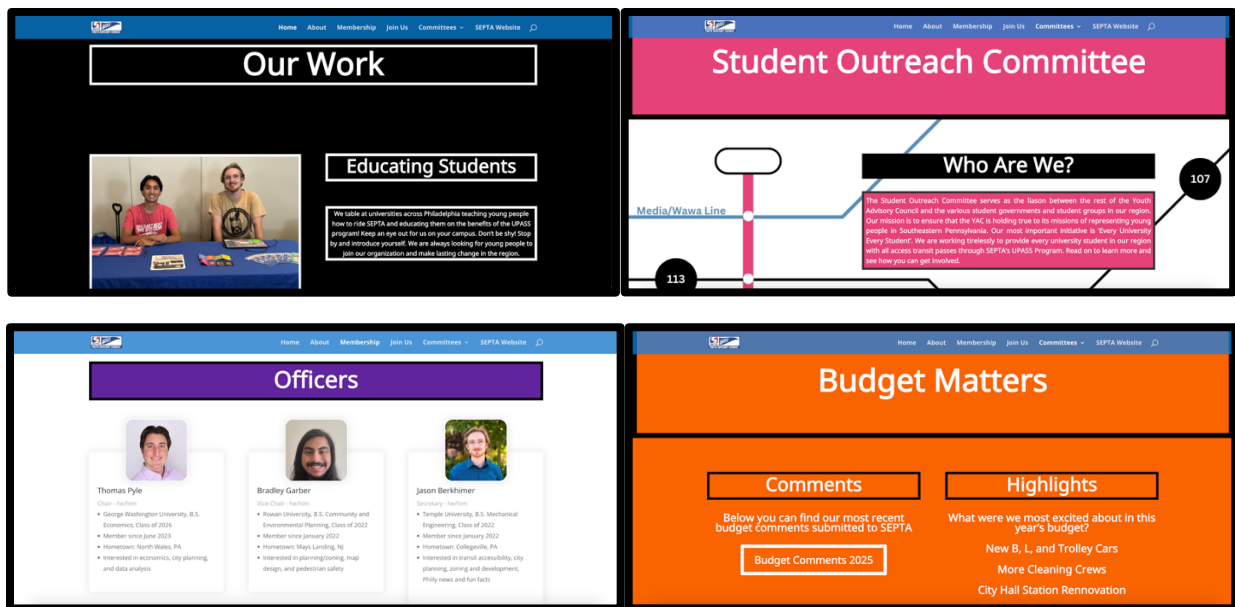 Home About Membership Join Us Committees SEPTA Website
Our Work
Educating Students
We table at universities across Philadelphia teaching young people
how to ride SEPTA and educating them on the benefits of the UPASS
program! Keep an eye out for us on your campus. Don't be shy! Stop
by and introduce yourself. We are always looking for young people to
join our organization and make lasting change in the region.
Home About Membership Join Us Committees SEPTA Website
Student Outreach Committee
Who Are We?
107
The Student Outreach Committee serves as the liason between the rest of the Youth
Advisory Council and the various student governments and student groups in our region.
Our mission is to ensure that the YAC is holding true to its missions of representing young
people in Southeastern Pennsylvania. Our most important initiative is 'Every University
Every Student'. We are working tirelessly to provide every university student in our region
with all access transit passes through SEPTA's UPASS Program. Read on to learn more and
see how you can get involved.
Media/Wawa Line
113
Home About Membership Join Us Committees SEPTA Website
Officers
Thomas Pyle
Chair - he/him
• George Washington University, B.S.
Economics, Class of 2026
• Member since June 2023
• Hometown: North Wales, PA
• Interested in economics, city planning,
and data analysis
Bradley Garber
Vice-Chair - he/him
• Rowan University, B.S. Community and
Environmental Planning, Class of 2022
• Member since January 2022
• Hometown: Mays Landing, NJ
• Interested in planning/zoning, map
design, and pedestrian safety
Jason Berkhimer
Secretary - he/him
• Temple University, B.S. Mechanical
Engineering, Class of 2022
• Member since January 2022
• Hometown: Collegeville, PA
• Interested in transit accessibility, city
planning, zoning and development,
Philly news and fun facts
Home About Membership Join Us Committees SEPTA Website
Budget Matters
Comments
Below you can find our most recent
budget comments submitted to SEPTA
Budget Comments 2025
Highlights
What were we most excited about in this
year's budget?
New B, L, and Trolley Cars
More Cleaning Crews
City Hall Station Rennovation